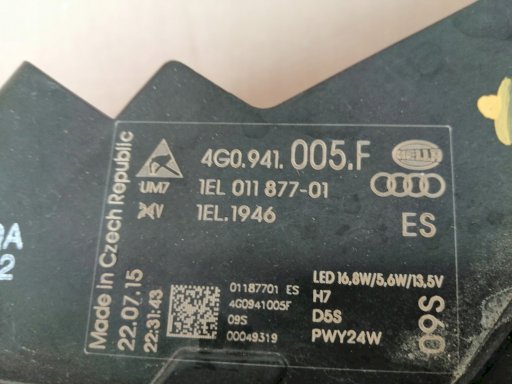 4G0.941. 005.F
HELLA
UM7
1EL 011 877-01
1EL.1946
ES
Made in Czech Republic
22.07.15
22:31:43
01187701 ES
4G0941005F
09S
00049319
LED 16,8W/5,6W/13,5V
H7
D5S
PWY24W
09S
2